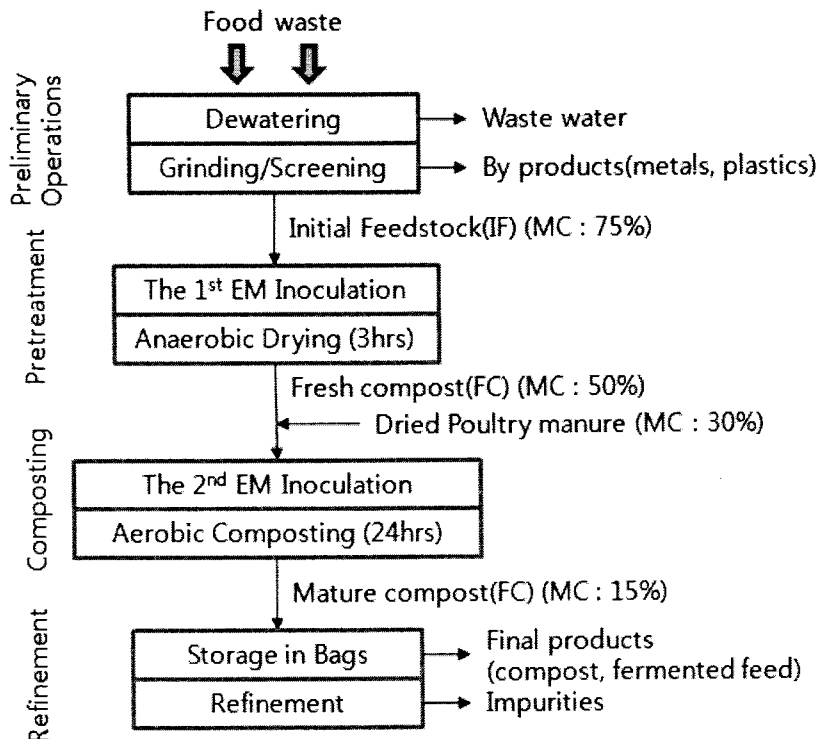 Food waste
Preliminary
Operations
Dewatering
Waste water
Grinding/Screening
By products(metals, plastics)
Initial Feedstock(IF) (MC : 75%)
Pretreatment
The 1st EM Inoculation
Anaerobic Drying (3hrs)
Fresh compost(FC) (MC : 50%)
Dried Poultry manure (MC : 30%)
Composting
The 2nd EM Inoculation
Aerobic Composting (24hrs)
Mature compost(FC) (MC : 15%)
Refinement
Storage in Bags
Final products
(compost, fermented feed)
Refinement
Impurities